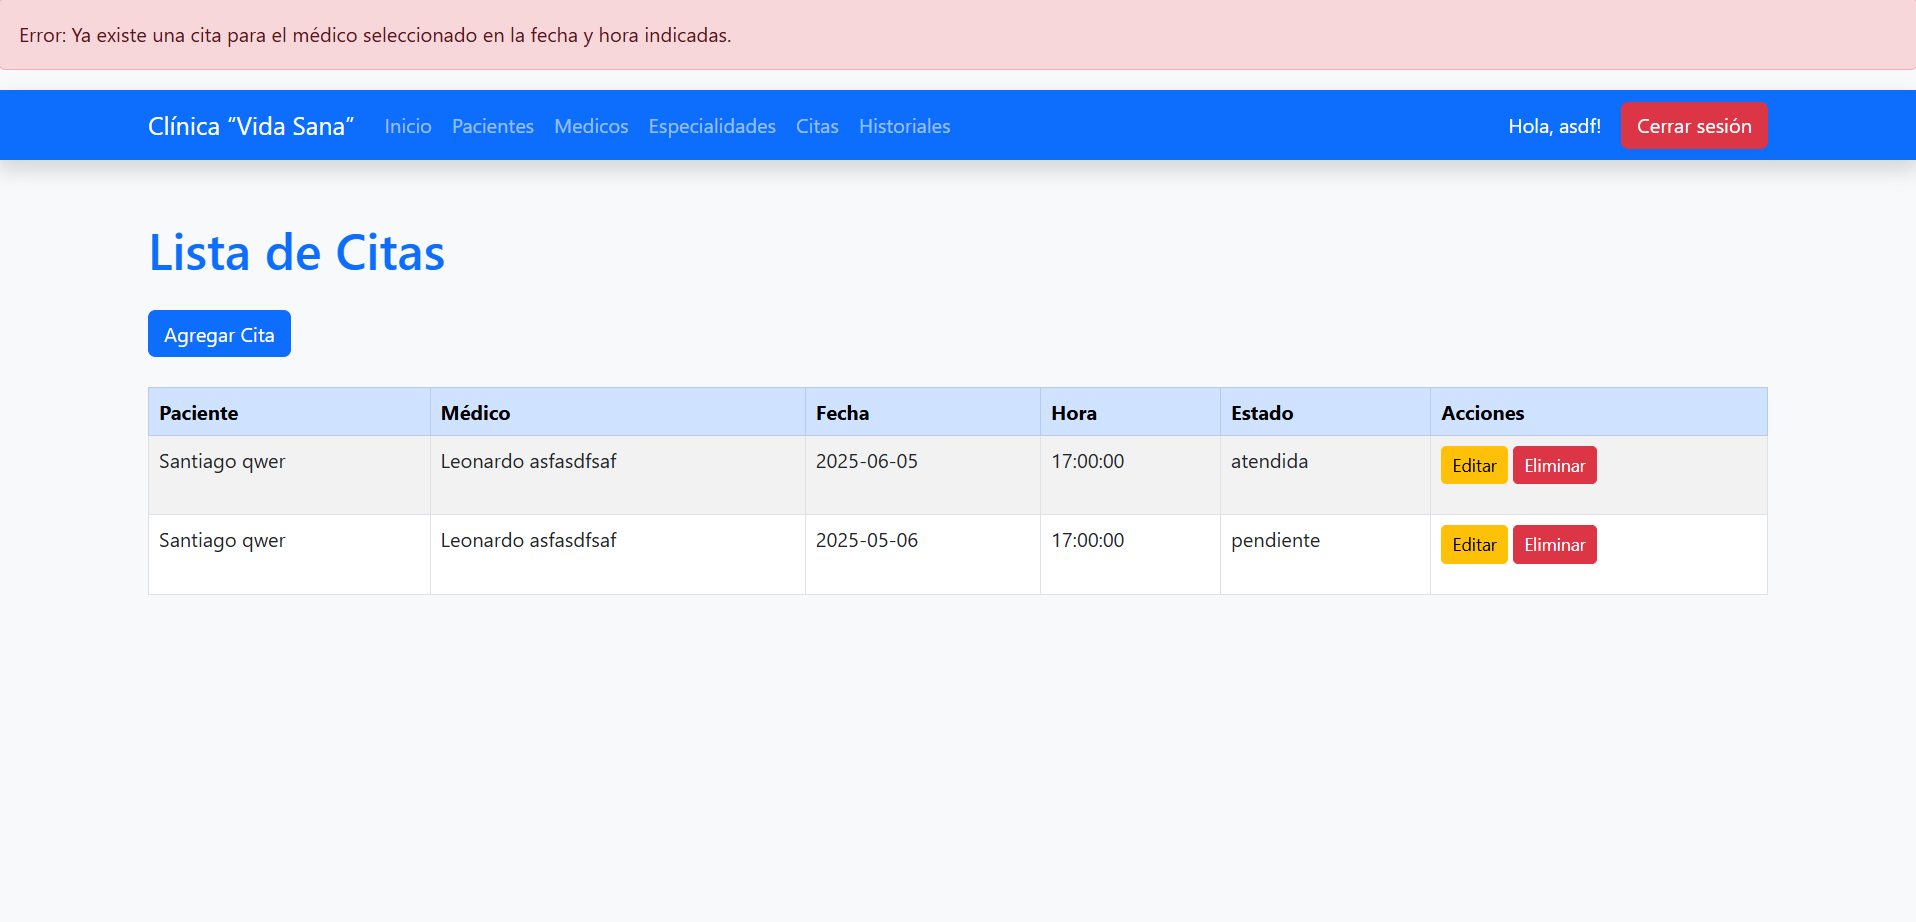 Error: Ya existe una cita para el médico seleccionado en la fecha y hora indicadas.
Clínica “Vida Sana” Inicio Pacientes Medicos Especialidades Citas Historiales Hola, asdf! Cerrar sesión
Lista de Citas
Agregar Cita
Paciente Médico Fecha Hora Estado Acciones
Santiago qwer Leonardo asfasdfsaf 2025-06-05 17:00:00 atendida Editar Eliminar
Santiago qwer Leonardo asfasdfsaf 2025-05-06 17:00:00 pendiente Editar Eliminar